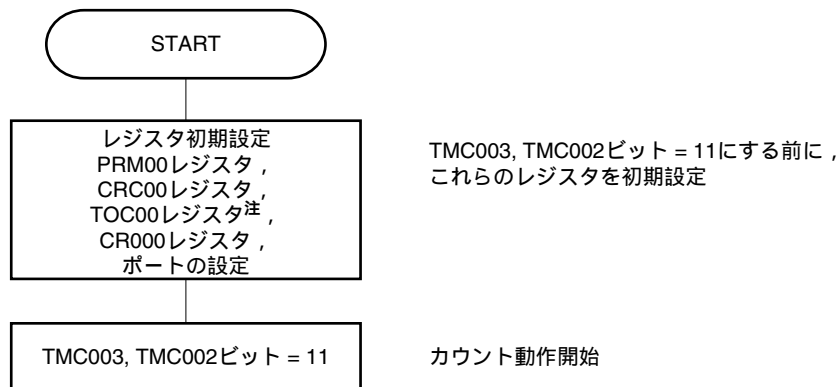 START
レジスタ初期設定
PRM00レジスタ，
CRC00レジスタ，
TOC00レジスタ注，
CR000レジスタ，
ポートの設定
TMC003, TMC002ビット = 11にする前に，
これらのレジスタを初期設定
TMC003, TMC002ビット = 11
カウント動作開始